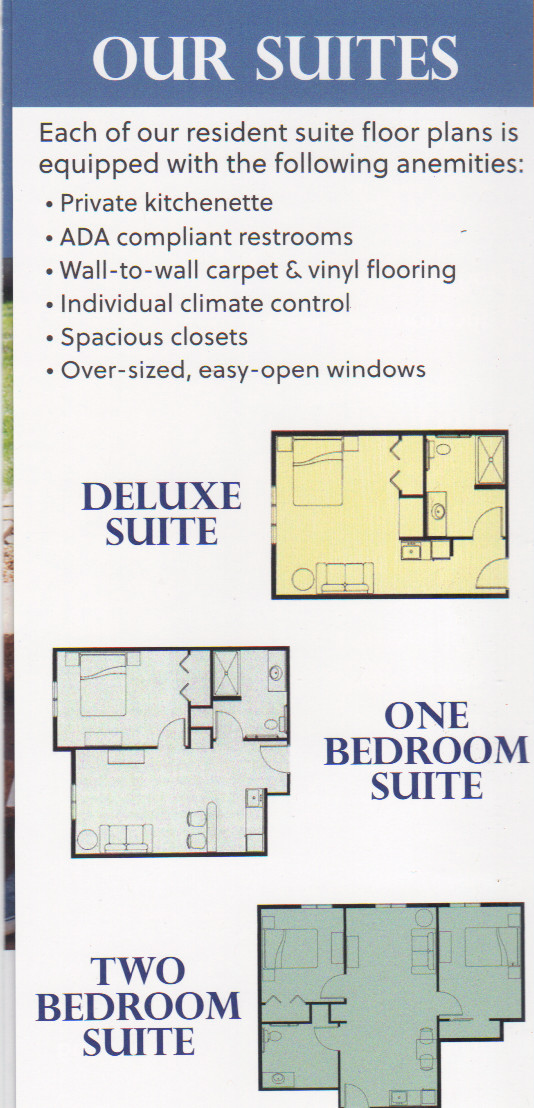 OUR SUITES
Each of our resident suite floor plans is
equipped with the following anemities:
• Private kitchenette
• ADA compliant restrooms
• Wall-to-wall carpet & vinyl flooring
• Individual climate control
• Spacious closets
• Over-sized, easy-open windows
DELUXE
SUITE
ONE
BEDROOM
SUITE
TWO
BEDROOM
SUITE